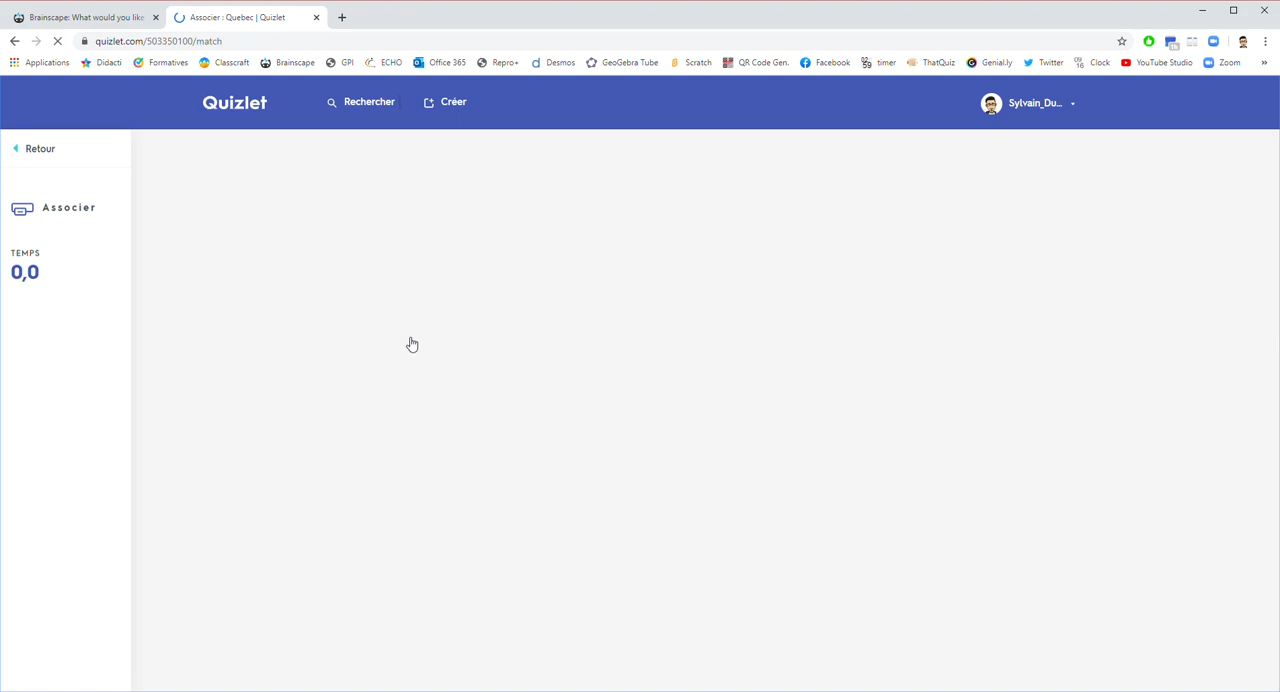 Brainscape: What would you like
Associer : Quebec | Quizlet
quizlet.com/503350100/match
Applications Didacti Formatives Classcraft Brainscape GPI ECHO Office 365 Repro+ Desmos GeoGebra Tube Scratch QR Code Gen. Facebook timer ThatQuiz Genial.ly Twitter Clock YouTube Studio Zoom »
Quizlet Rechercher Créer Sylvain_Du...
Retour
Associer
TEMPS
0,0